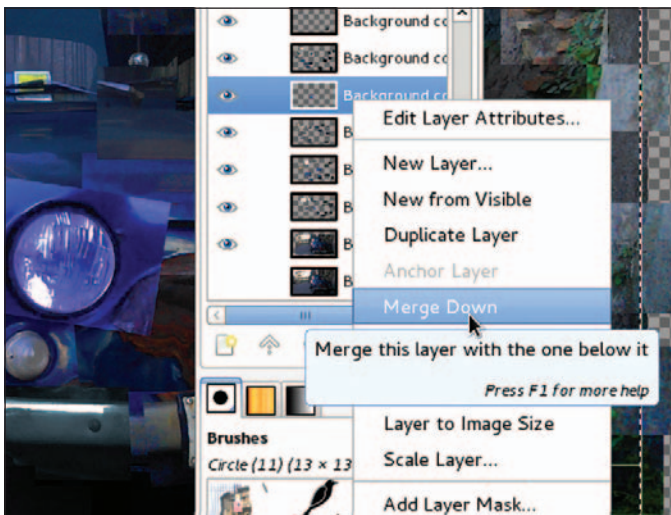 Background co
Background co
Background co
B
B
B
B
B
Edit Layer Attributes...
New Layer...
New from Visible
Duplicate Layer
Anchor Layer
Merge Down
Merge this layer with the one below it
Press F1 for more help
Layer to Image Size
Scale Layer...
Add Layer Mask...
Brushes
Circle (11) (13 × 13